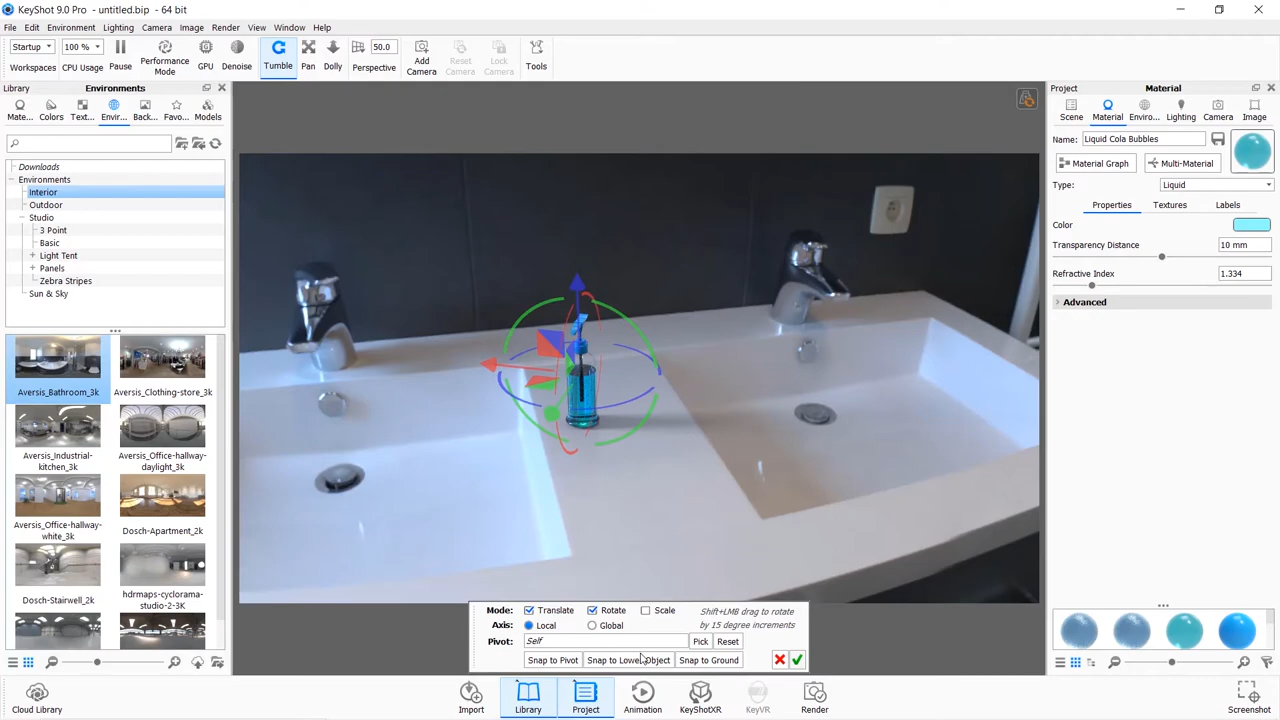 KeyShot 9.0 Pro - untitled.bip - 64 bit
File Edit Environment Lighting Camera Image Render View Window Help
Startup 100 % 50.0
Workspaces CPU Usage Pause Performance Mode GPU Denoise Tumble Pan Dolly Perspective Add Camera Reset Camera Lock Camera Tools
Library Environments
Mate... Colors Text... Envir... Back... Favo... Models
Downloads
Environments
Interior
Outdoor
Studio
3 Point
Basic
Light Tent
Panels
Zebra Stripes
Sun & Sky
Aversis_Bathroom_3k Aversis_Clothing-store_3k
Aversis_Industrial-kitchen_3k Aversis_Office-hallway-daylight_3k
Aversis_Office-hallway-white_3k Dosch-Apartment_2k
Dosch-Stairwell_2k hdrmaps-cyclorama-studio-2-3K
Project Material
Scene Material Enviro... Lighting Camera Image
Name: Liquid Cola Bubbles
Material Graph Multi-Material
Type: Liquid
Properties Textures Labels
Color
Transparency Distance 10 mm
Refractive Index 1.334
Advanced
Mode: Translate Rotate Scale Shift+LMB drag to rotate
Axis: Local Global by 15 degree increments
Pivot: Self Pick Reset
Snap to Pivot Snap to Lower Object Snap to Ground
Cloud Library Import Library Project Animation KeyShotXR KeyVR Render Screenshot